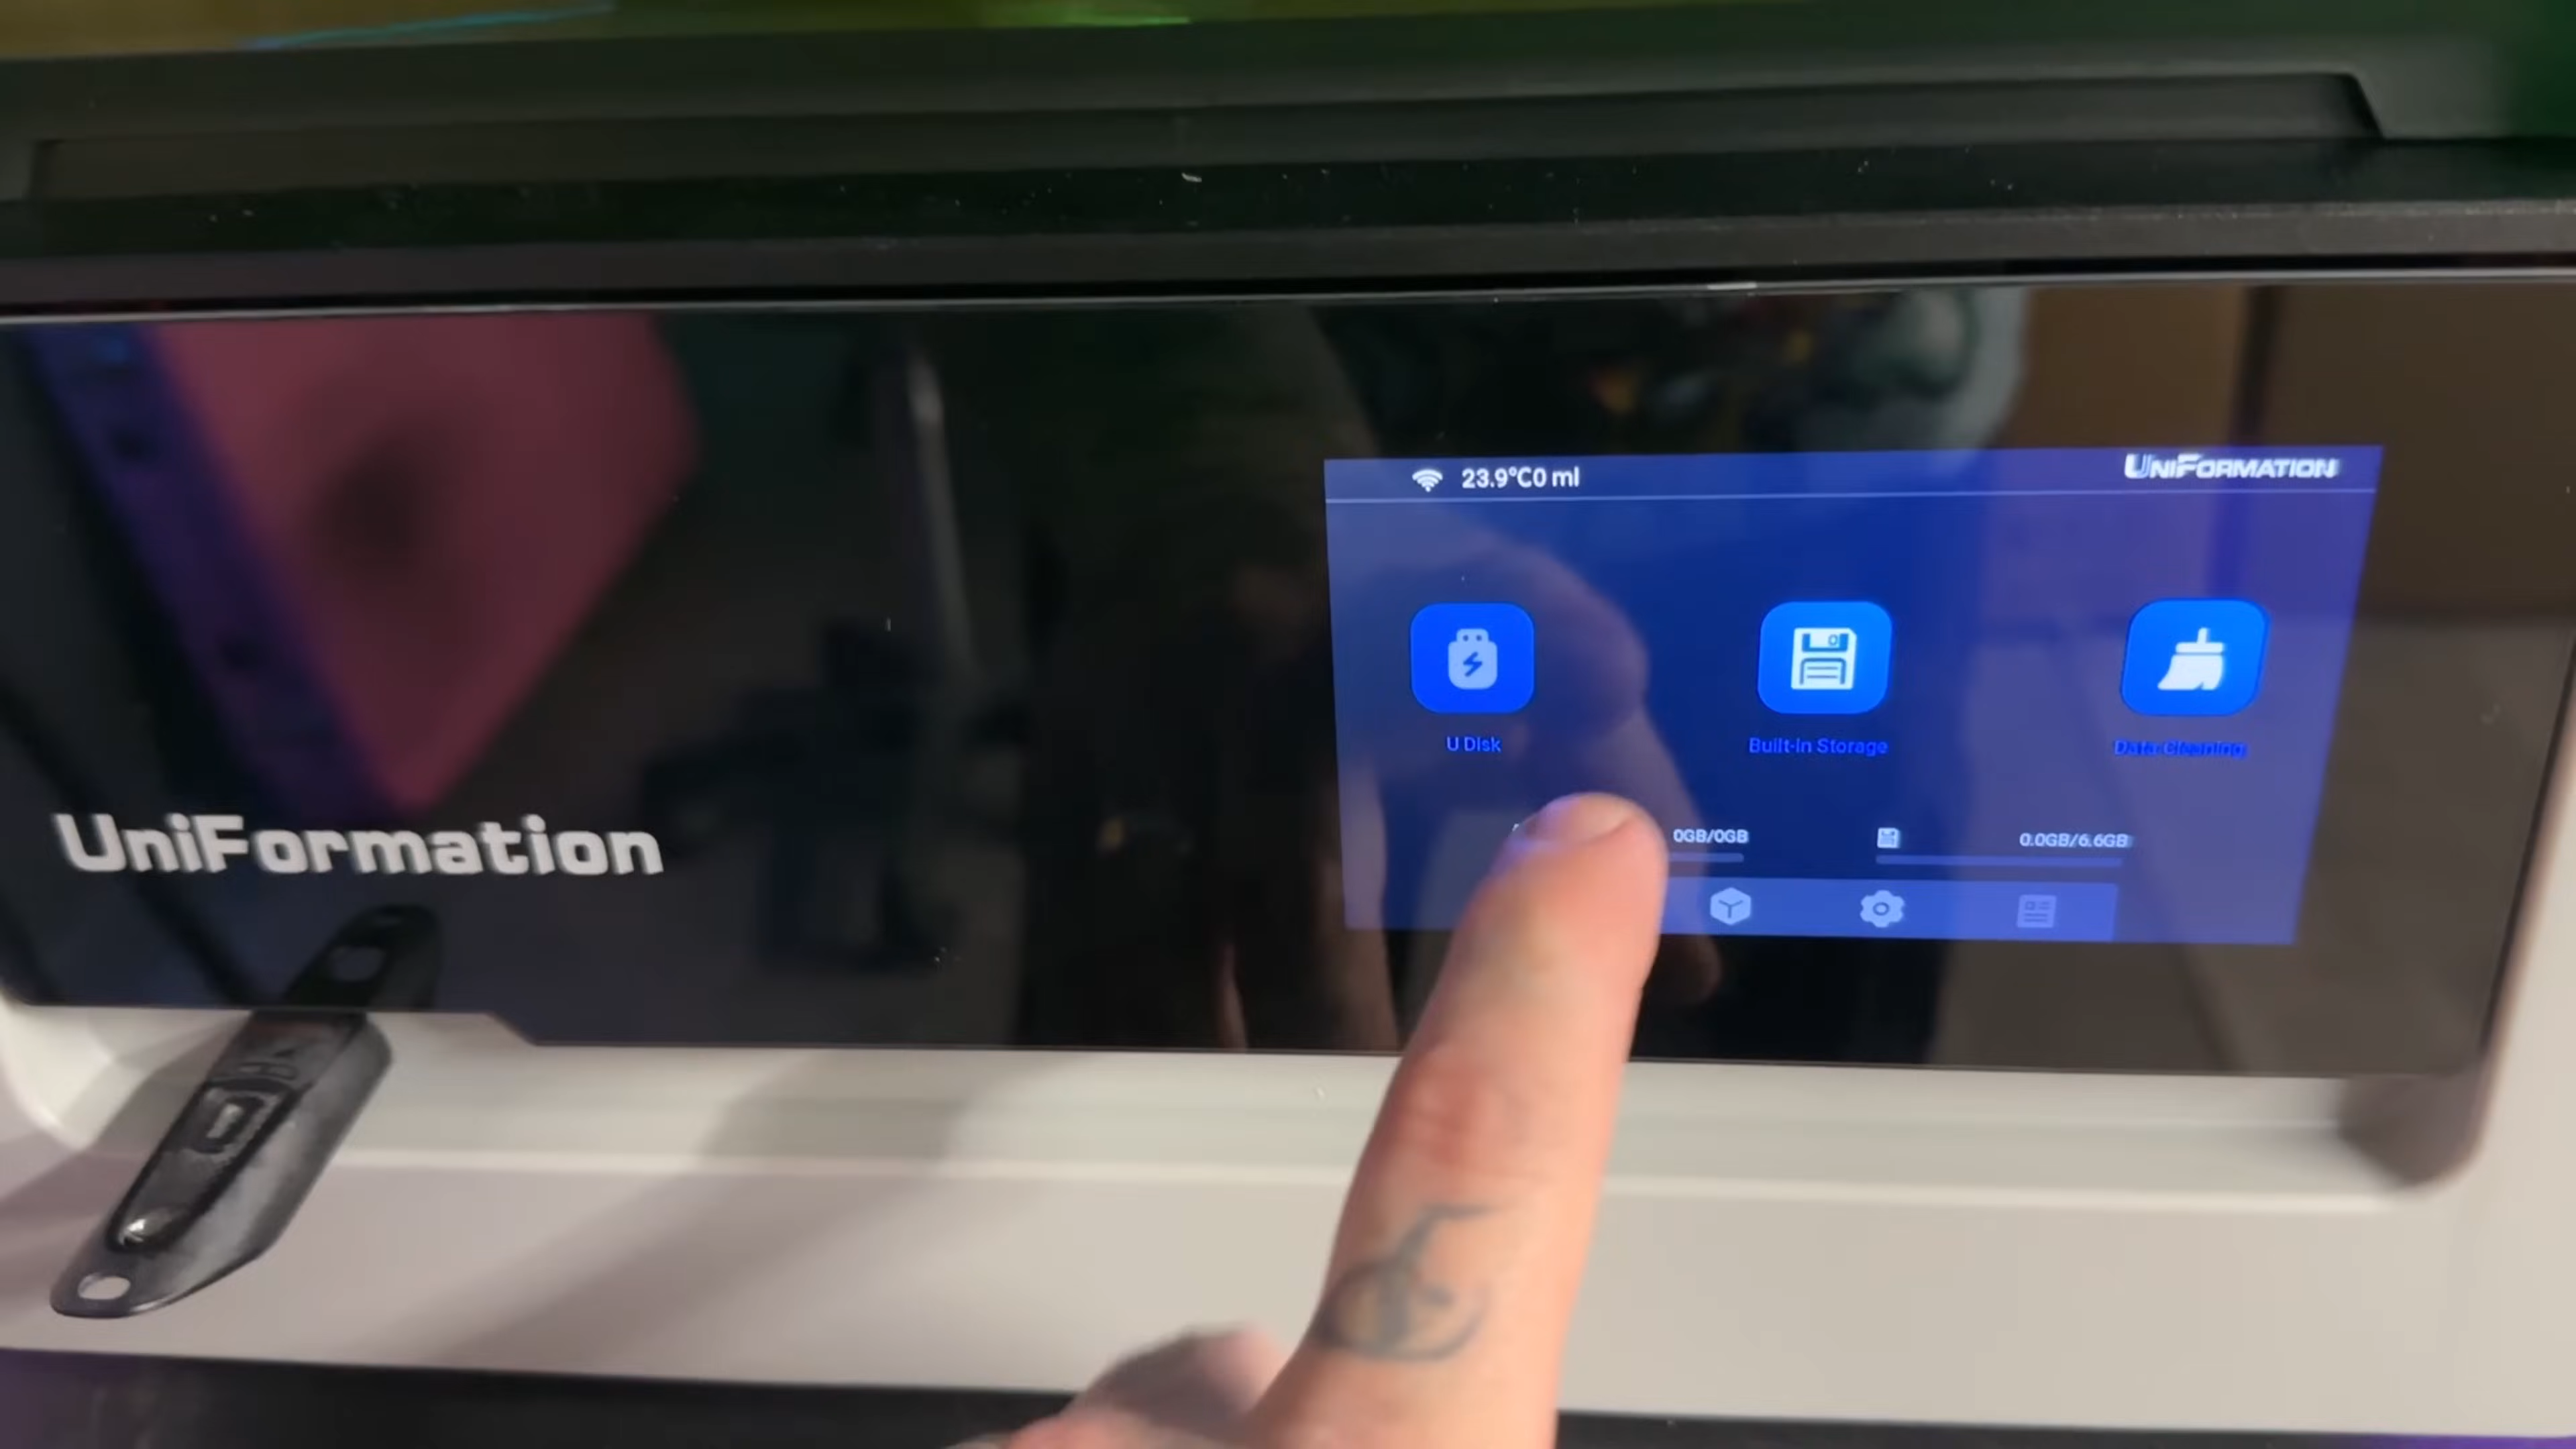 23.9°C0 ml
UNIFORMATION
U Disk
Built-in Storage
Data Cleaning
0GB/0GB
0.0GB/6.6GB
UniFormation